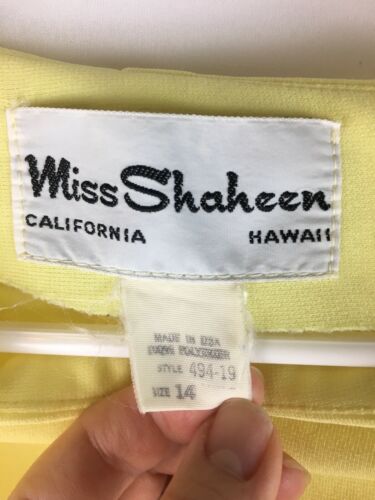 Miss Shaheen
CALIFORNIA HAWAII
MADE IN USA
100% POLYESTER
STYLE 494-19
SIZE 14